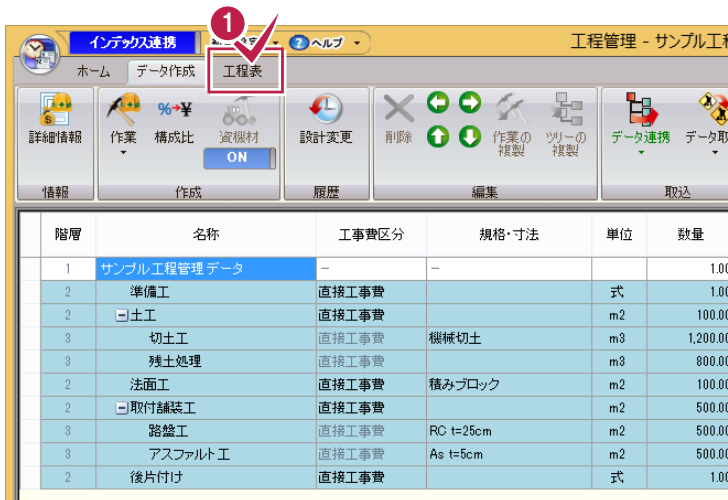 1
インデックス連携 ヘルプ 工程管理 - サンプル工程
ホーム データ作成 工程表
詳細情報 作業 構成比 資機材 ON 設計変更 削除 作業の複製 ツリーの複製 データ連携 データ取
%→¥
情報 作成 履歴 編集 取込
階層 名称 工事費区分 規格・寸法 単位 数量
1 サンプル工程管理データ － － 1.00
2 準備工 直接工事費 式 1.00
2 土工 直接工事費 m2 100.00
3 切土工 直接工事費 機械切土 m3 1,200.00
3 残土処理 直接工事費 m3 800.00
2 法面工 直接工事費 積みブロック m2 100.00
2 取付舗装工 直接工事費 m2 500.00
3 路盤工 直接工事費 RC t=25cm m2 500.00
3 アスファルト工 直接工事費 As t=5cm m2 500.00
2 後片付け 直接工事費 式 1.00